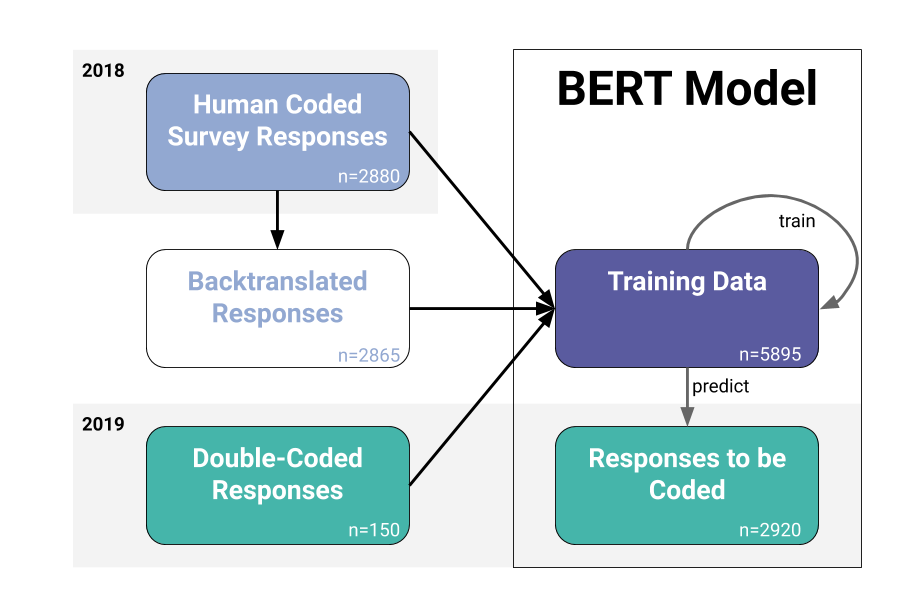 2018
Human Coded
Survey Responses
n=2880
Backtranslated
Responses
n=2865
2019
Double-Coded
Responses
n=150
BERT Model
train
Training Data
n=5895
predict
Responses to be
Coded
n=2920